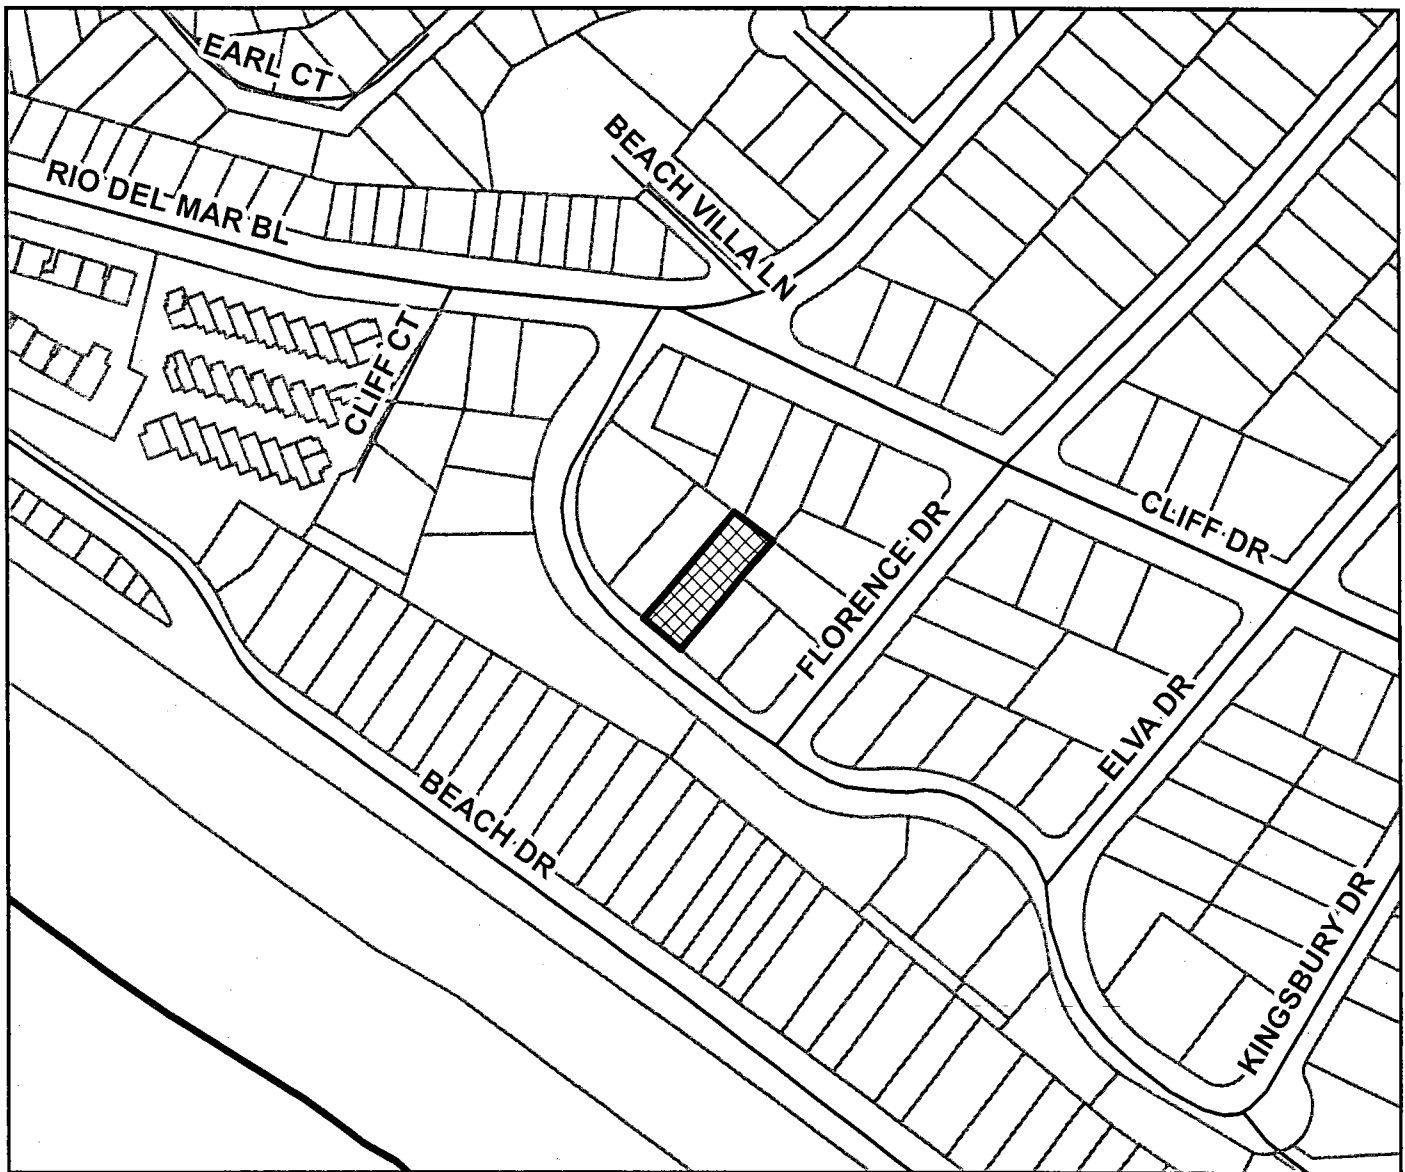 EARL CT
BEACH VILLA LN
RIO DEL MAR BL
CLIFF CT
CLIFF DR
FLORENCE DR
ELVA DR
BEACH DR
KINGSBURY DR